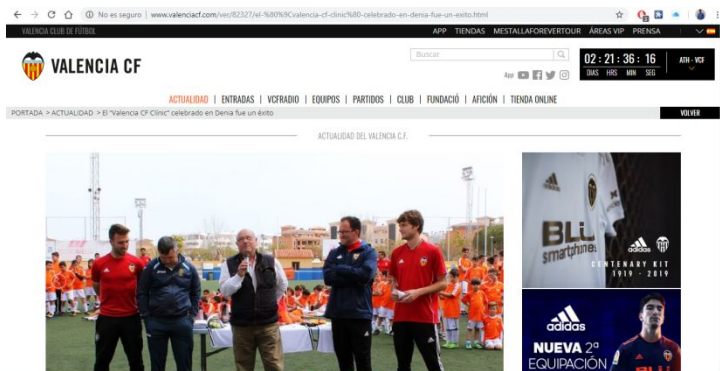 No es seguro | www.valenciacf.com/ver/82327/el-%80%9Cvalencia-cf-clinic%80-celebrado-en-denia-fue-un-exito.html
VALENCIA CLUB DE FÚTBOL
APP TIENDAS MESTALLAFOREVERTOUR ÁREAS VIP PRENSA
VALENCIA CF
Buscar
App
02 : 21 : 36 : 16
DIAS HRS MIN SEG
ATH - VCF
ACTUALIDAD | ENTRADAS | VCFRADIO | EQUIPOS | PARTIDOS | CLUB | FUNDACIÓ | AFICIÓN | TIENDA ONLINE
PORTADA > ACTUALIDAD > El "Valencia CF Clinic" celebrado en Denia fue un éxito
VOLVER
ACTUALIDAD DEL VALENCIA C.F.
BLU
smartphones
adidas
CENTENARY KIT
1919 - 2019
adidas
NUEVA 2ª
EQUIPACIÓN
BLU